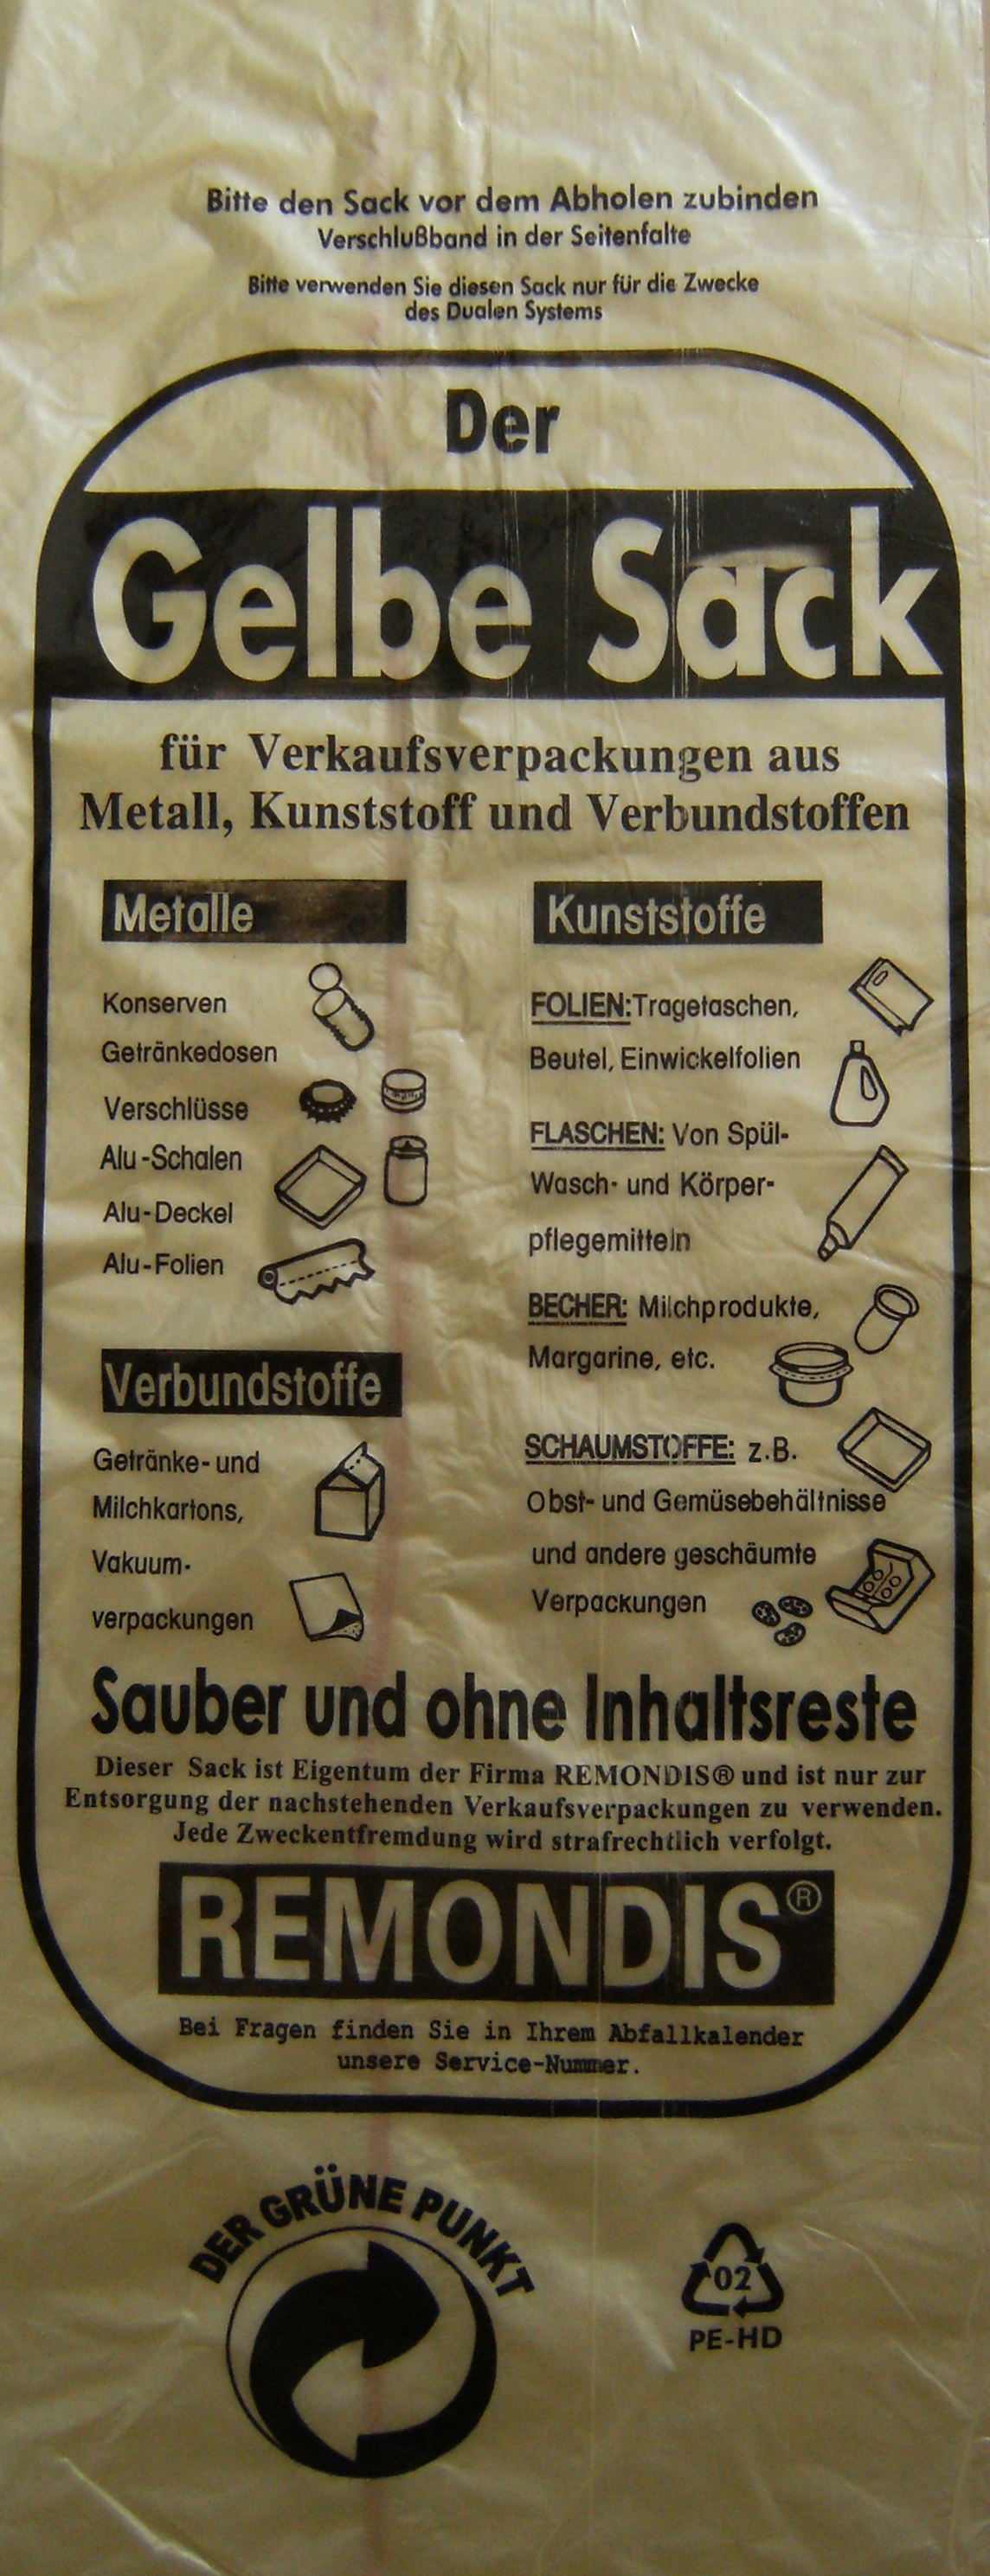 Bitte den Sack vor dem Abholen zubinden
Verschlußband in der Seitenfalte
Bitte verwenden Sie diesen Sack nur für die Zwecke
des Dualen Systems
Der
Gelbe Sack
für Verkaufsverpackungen aus
Metall, Kunststoff und Verbundstoffen
Metalle
Konserven
Getränkedosen
Verschlüsse
Alu-Schalen
Alu-Deckel
Alu-Folien
Verbundstoffe
Getränke- und
Milchkartons,
Vakuum-
verpackungen
Kunststoffe
FOLIEN:Tragetaschen,
Beutel, Einwickelfolien
FLASCHEN: Von Spül-
Wasch- und Körper-
pflegemitteln
BECHER: Milchprodukte,
Margarine, etc.
SCHAUMSTOFFE: z.B.
Obst- und Gemüsebehältnisse
und andere geschäumte
Verpackungen
Sauber und ohne Inhaltsreste
Dieser Sack ist Eigentum der Firma REMONDIS® und ist nur zur
Entsorgung der nachstehenden Verkaufsverpackungen zu verwenden.
Jede Zweckentfremdung wird strafrechtlich verfolgt.
REMONDIS®
Bei Fragen finden Sie in Ihrem Abfallkalender
unsere Service-Nummer.
DER GRÜNE PUNKT
02
PE-HD